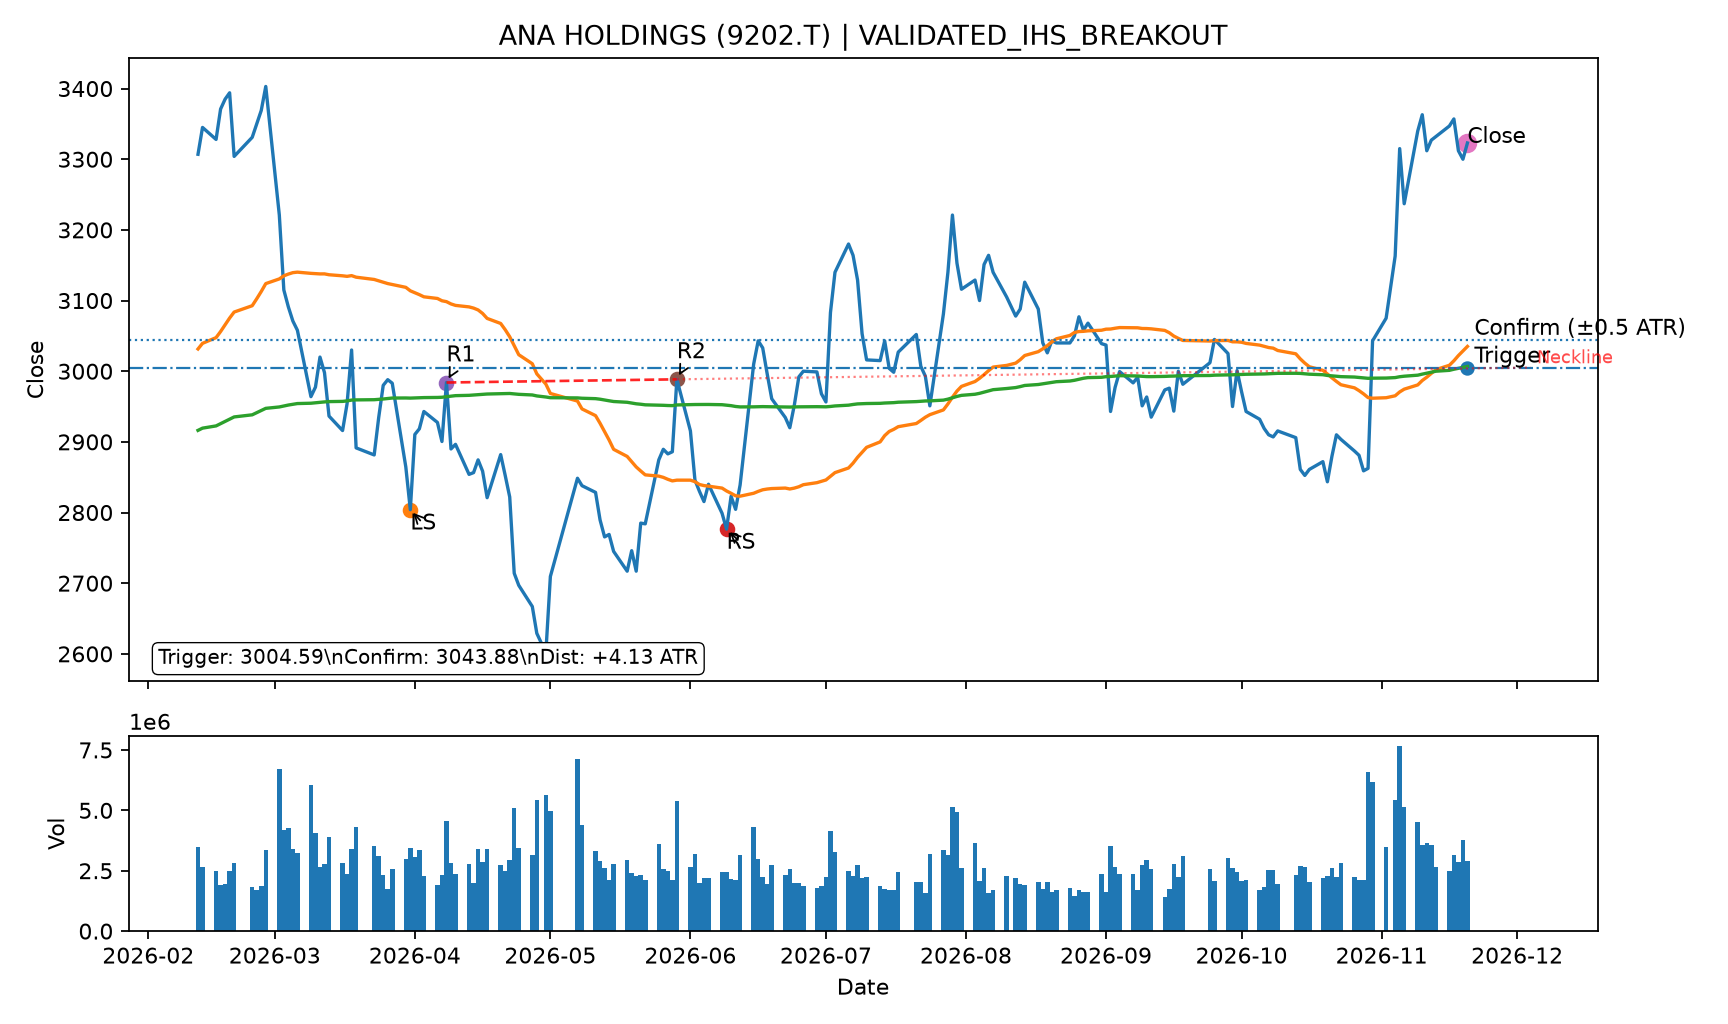 ANA HOLDINGS (9202.T) | VALIDATED_IHS_BREAKOUT
Close
3400
3300
3200
3100
3000
2900
2800
2700
2600
Close
Confirm (±0.5 ATR)
Trigger
Neckline
R1
R2
LS
RS
Trigger: 3004.59\nConfirm: 3043.88\nDist: +4.13 ATR
1e6
Vol
7.5
5.0
2.5
0.0
2026-02 2026-03 2026-04 2026-05 2026-06 2026-07 2026-08 2026-09 2026-10 2026-11 2026-12
Date